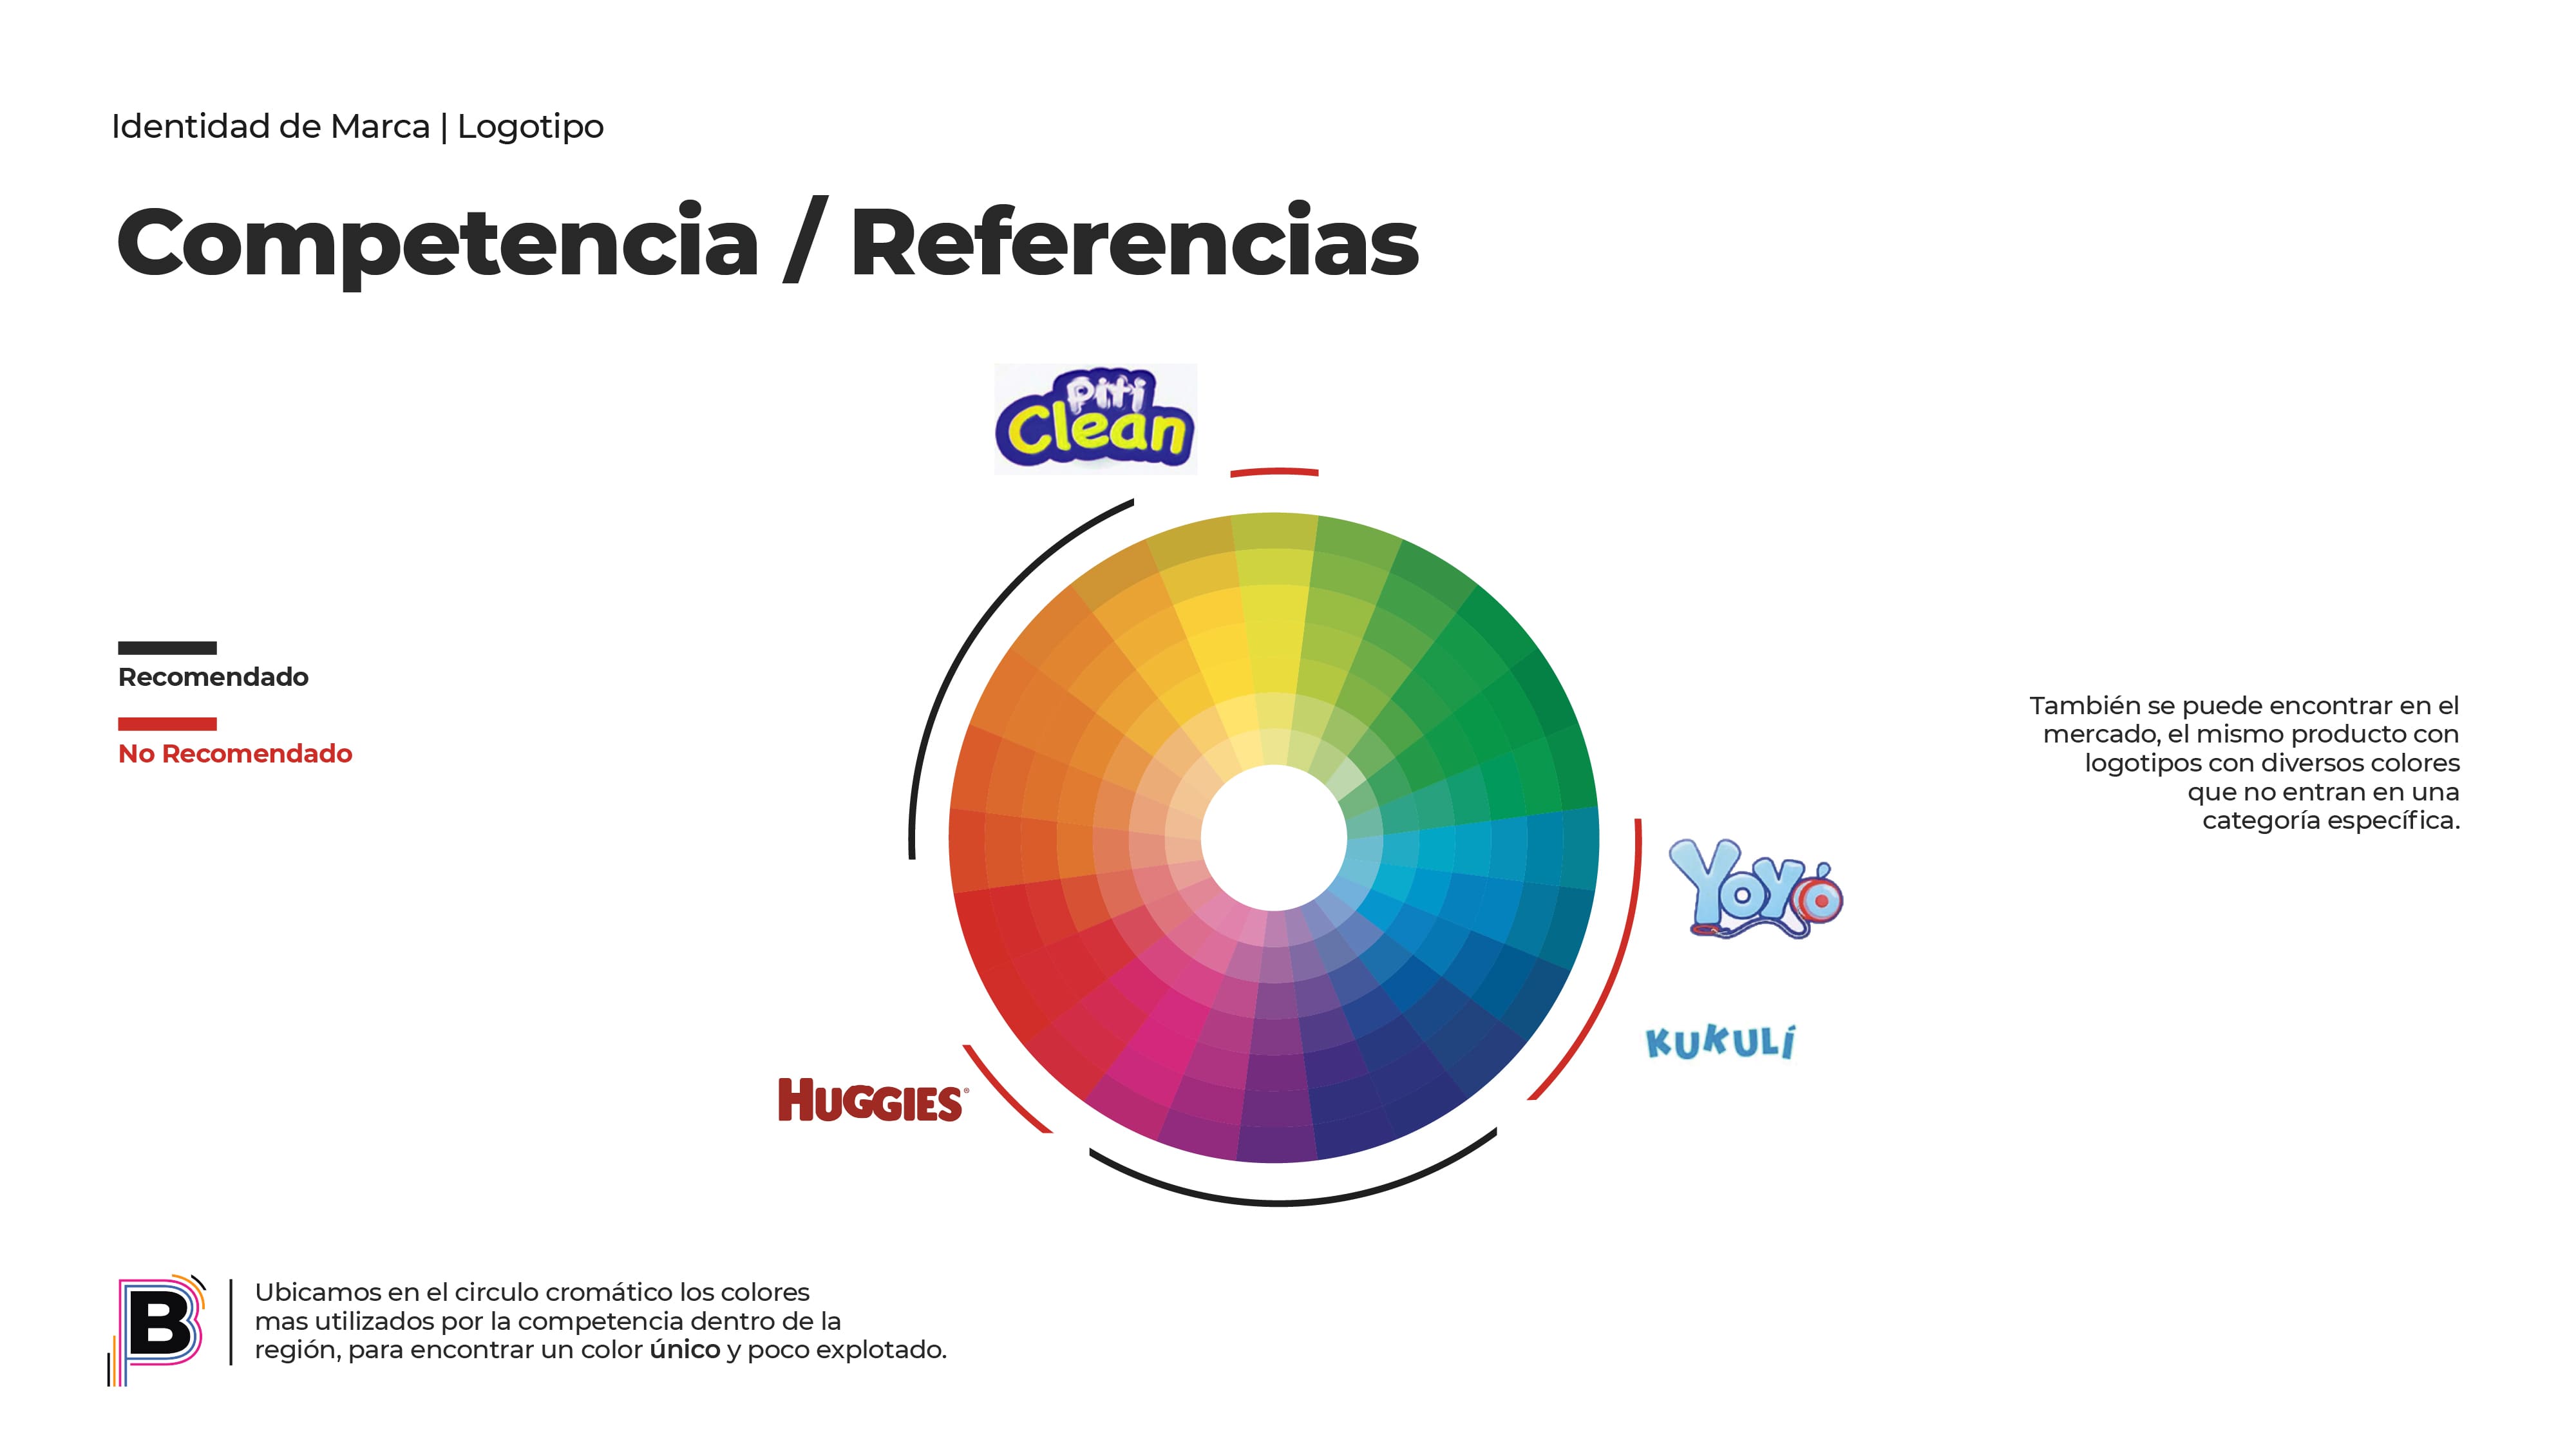 Identidad de Marca | Logotipo
Competencia / Referencias
Piti
Clean
Recomendado
No Recomendado
También se puede encontrar en el
mercado, el mismo producto con
logotipos con diversos colores
que no entran en una
categoría específica.
Yoyó
KUKULÍ
HUGGIES®
B
Ubicamos en el circulo cromático los colores
mas utilizados por la competencia dentro de la
región, para encontrar un color único y poco explotado.